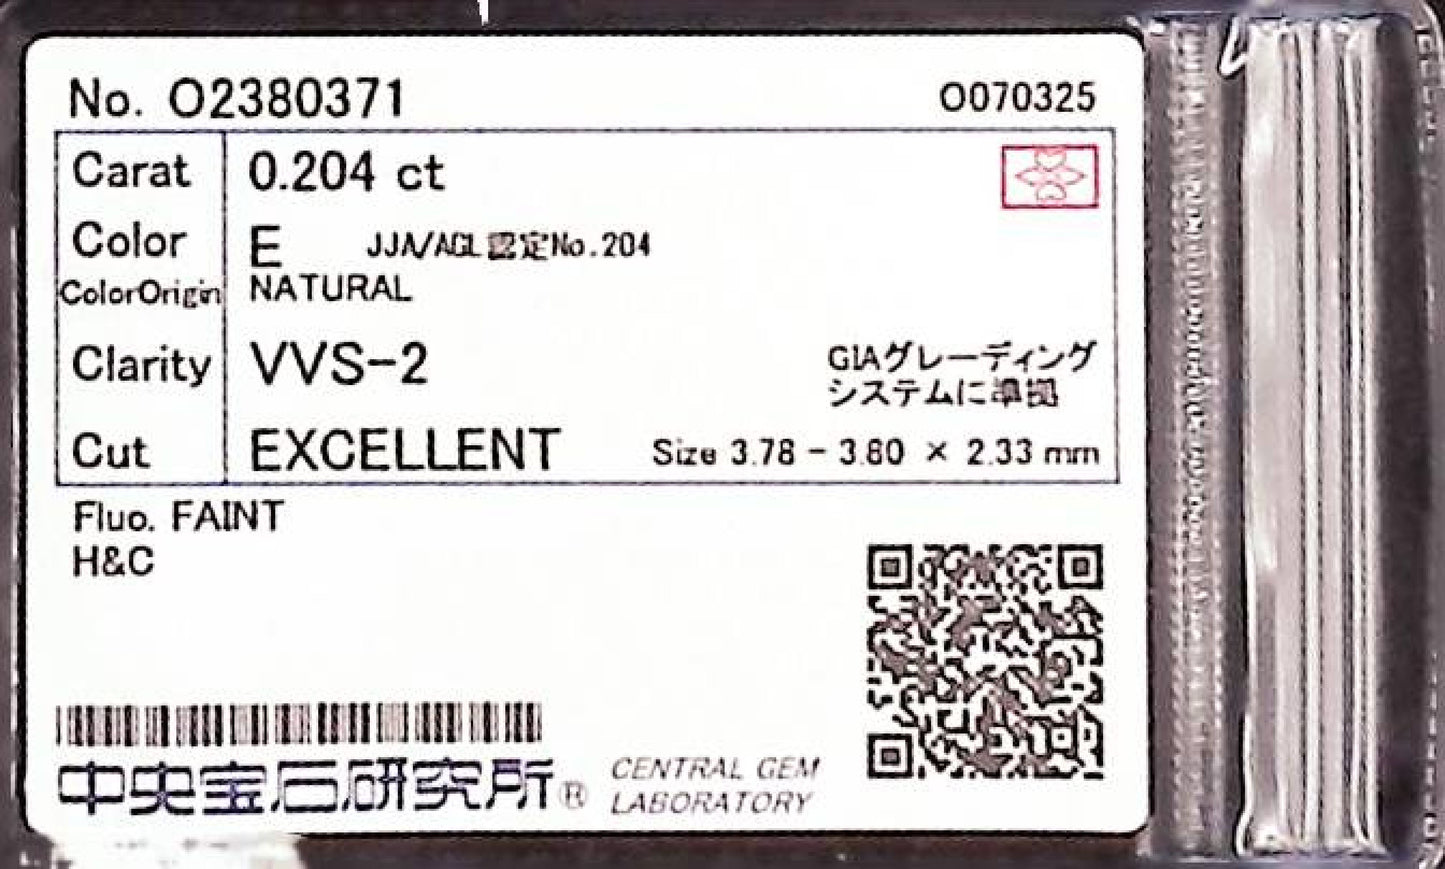 No. O2380371
O070325
Carat 0.204 ct
Color E JJA/AGL認定No.204
ColorOrigin NATURAL
Clarity VVS-2
GIAグレーディング
システムに準拠
Cut EXCELLENT Size 3.78 - 3.80 × 2.33 mm
Fluo. FAINT
H&C
中央宝石研究所® CENTRAL GEM
LABORATORY